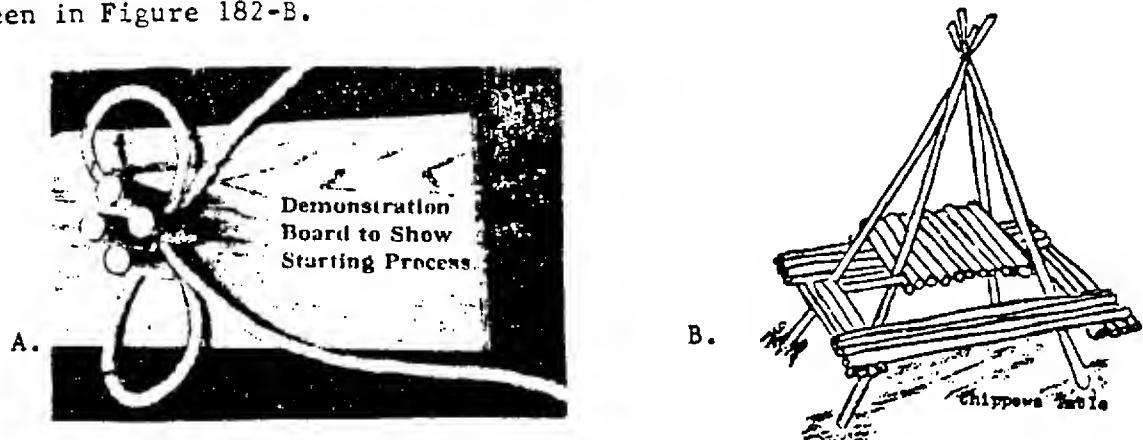 een in Figure 182-B.
Demonstration
Board to Show
Starting Process
A.
B.
Chippewa Table